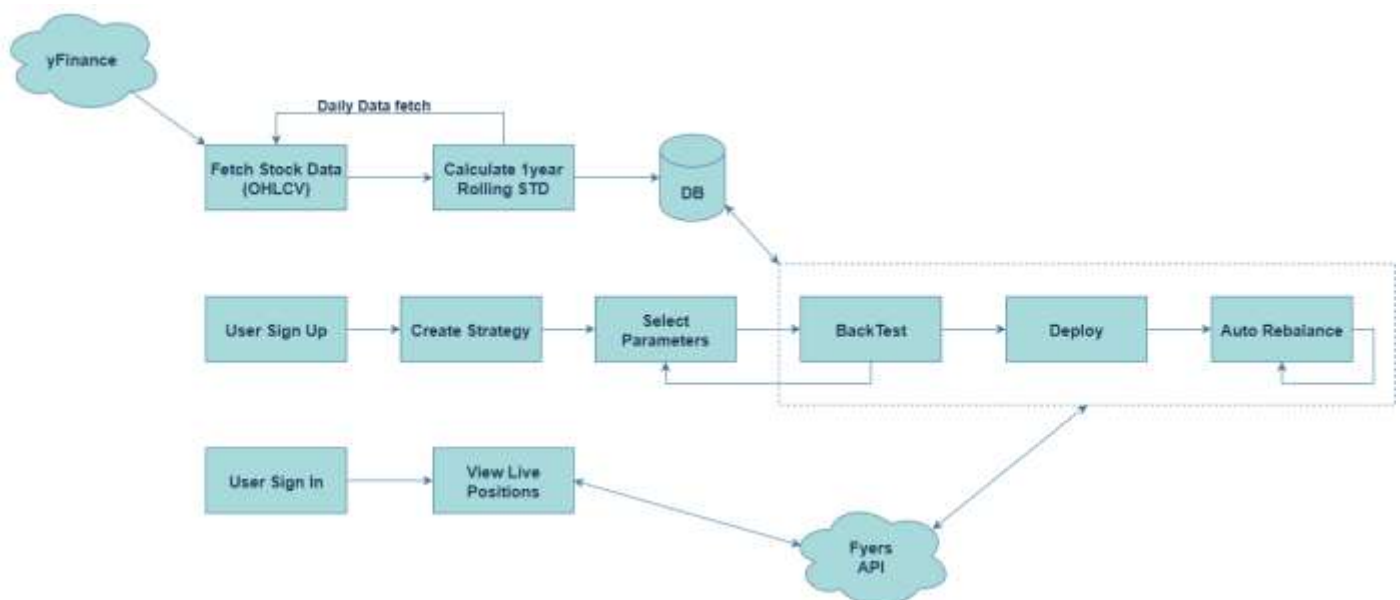 yFinance
Daily Data fetch
Fetch Stock Data
(OHLCV)
Calculate 1year
Rolling STD
DB
User Sign Up
Create Strategy
Select
Parameters
BackTest
Deploy
Auto Rebalance
User Sign In
View Live
Positions
Fyers
API